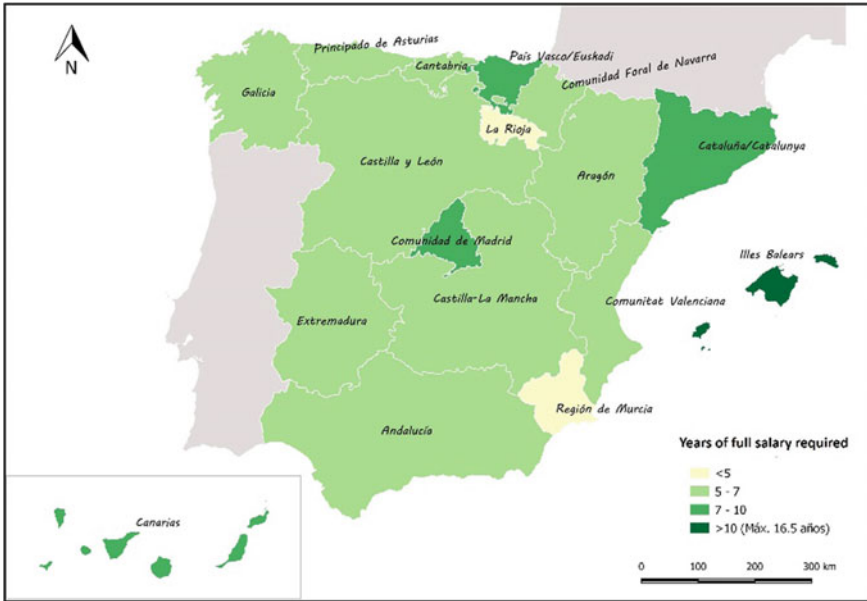 N
Principado de Asturias
Cantabria
País Vasco/Euskadi
Comunidad Foral de Navarra
Galicia
La Rioja
Castilla y León
Cataluña/Catalunya
Aragón
Comunidad de Madrid
Illes Balears
Castilla-La Mancha
Comunitat Valenciana
Extremadura
Región de Murcia
Andalucía
Canarias
Years of full salary required
<5
5 - 7
7 - 10
>10 (Máx. 16.5 años)
0 100 200 300 km